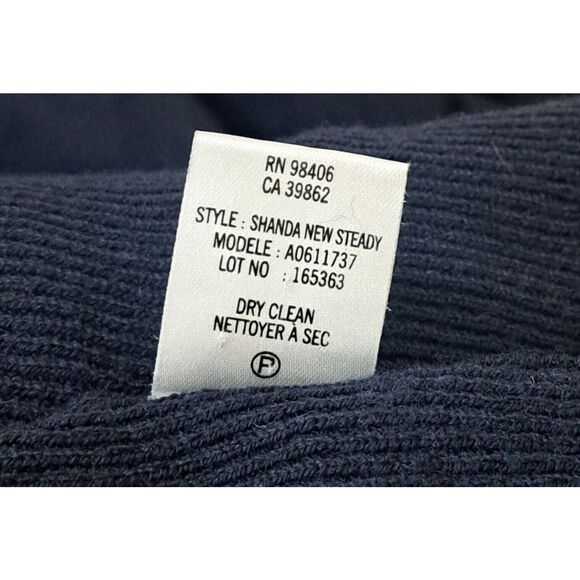 RN 98406
CA 39862
STYLE : SHANDA NEW STEADY
MODELE : A0611737
LOT NO : 165363
DRY CLEAN
NETTOYER À SEC
P